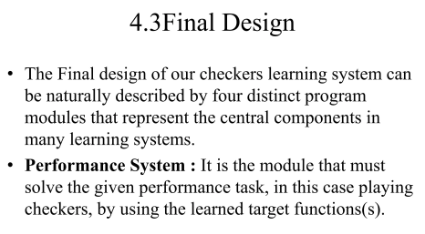 4.3Final Design
• The Final design of our checkers learning system can
be naturally described by four distinct program
modules that represent the central components in
many learning systems.
• Performance System : It is the module that must
solve the given performance task, in this case playing
checkers, by using the learned target functions(s).